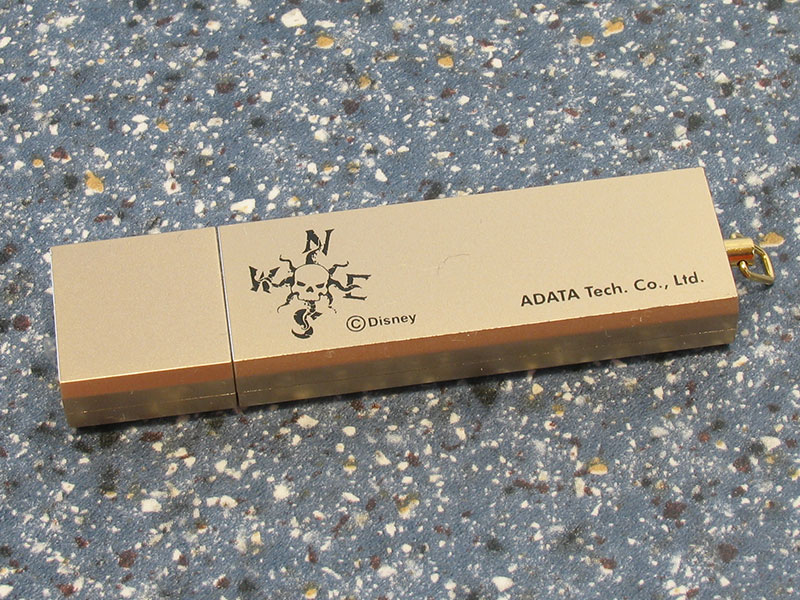 N
W E
S
© Disney
ADATA Tech. Co., Ltd.